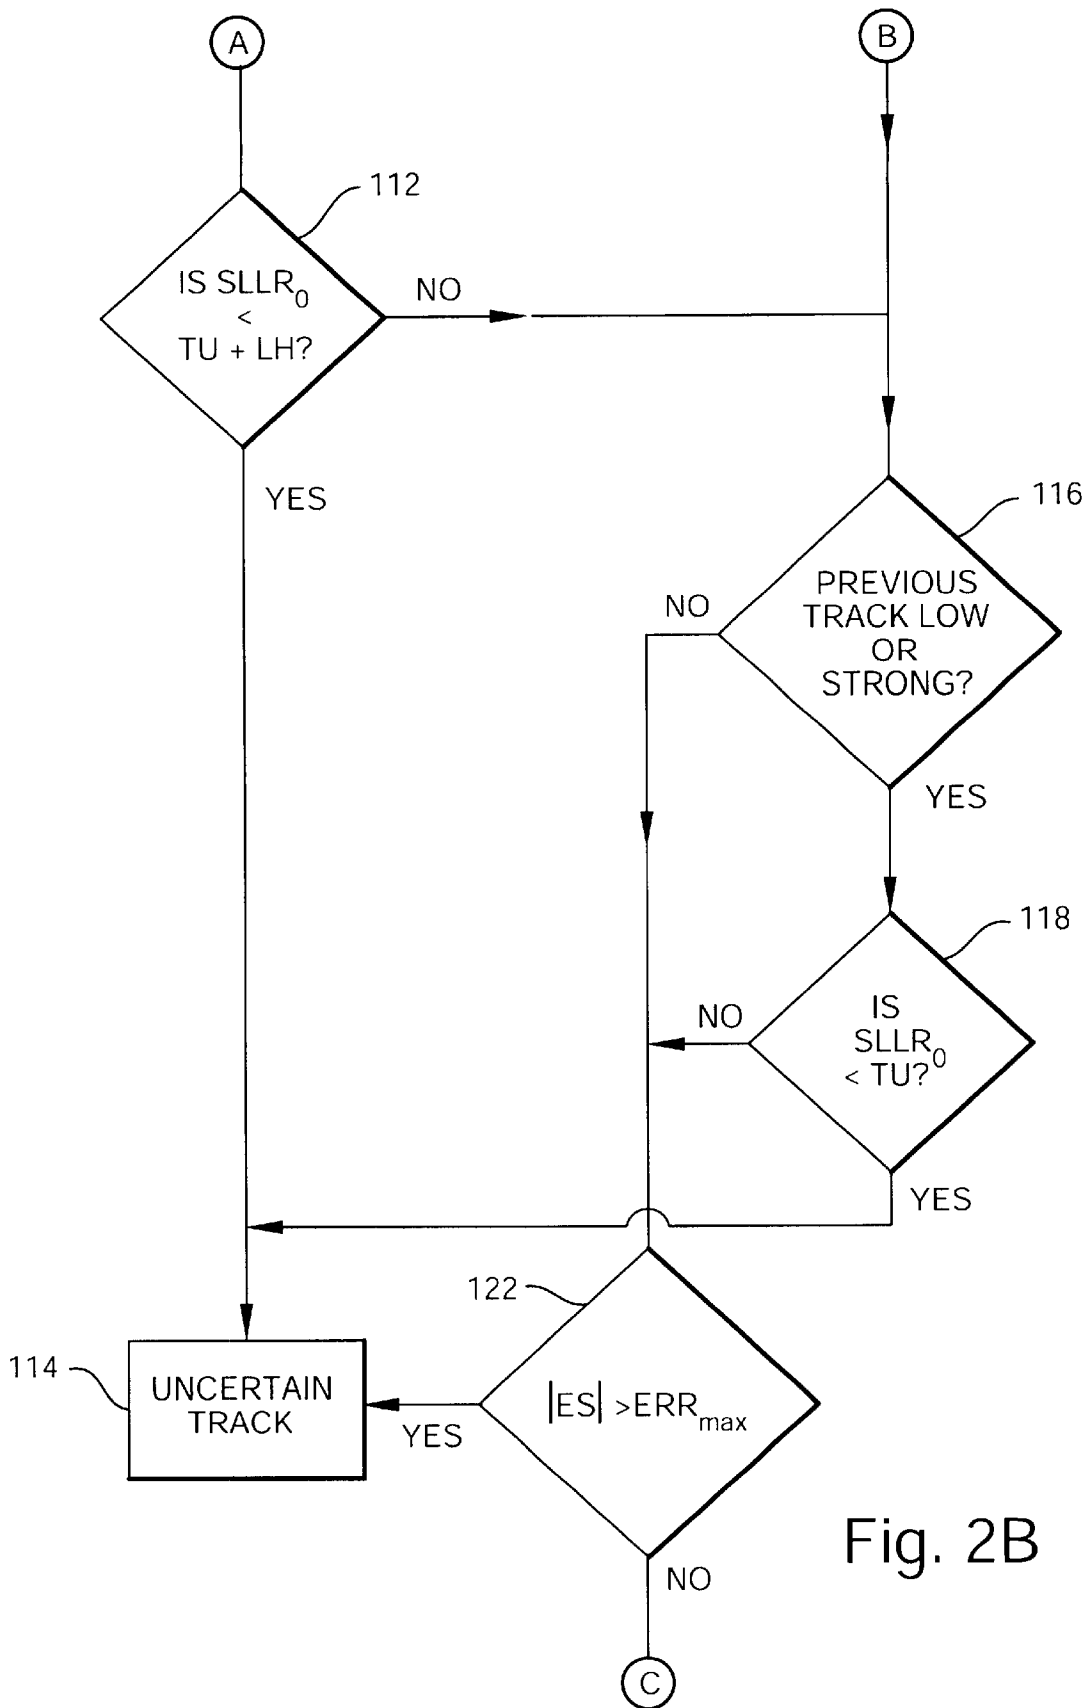 A
B
112
IS SLLR₀
<
TU + LH?
NO
YES
116
PREVIOUS
TRACK LOW
OR
STRONG?
NO
YES
118
IS
SLLR₀
< TU?
NO
YES
122
|ES| >ERRmax
YES
NO
114
UNCERTAIN
TRACK
C
Fig. 2B